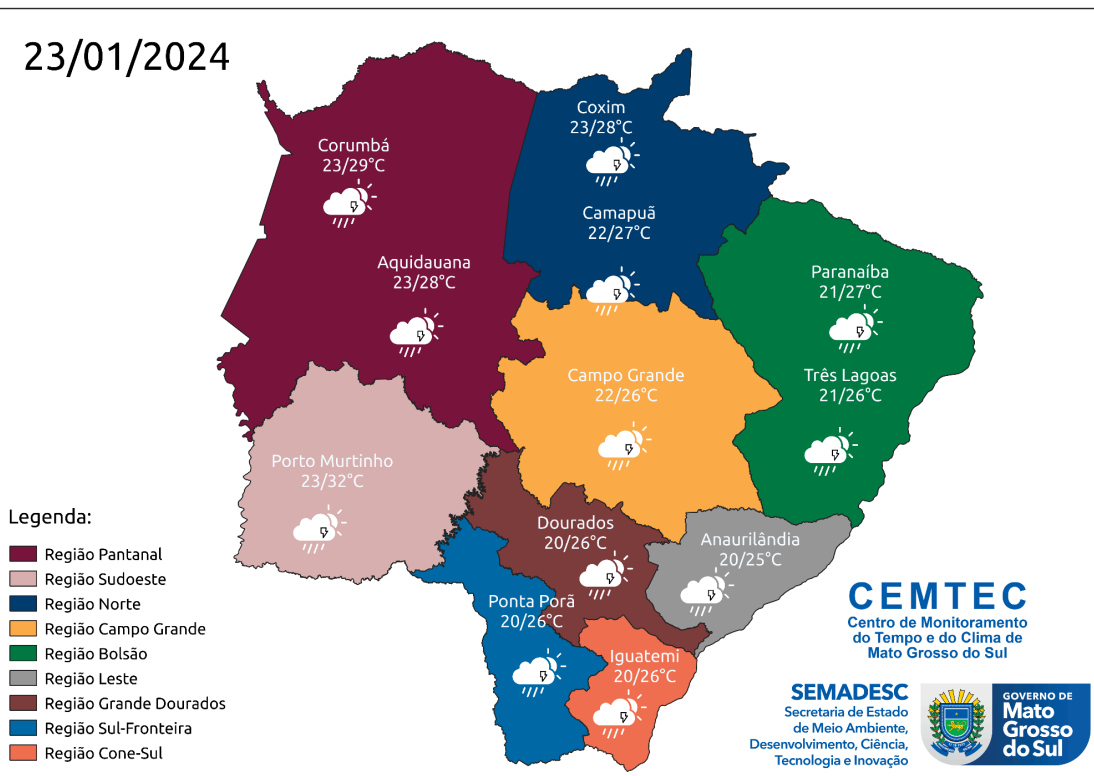 23/01/2024
Coxim
23/28°C
Corumbá
23/29°C
Camapuã
22/27°C
Aquidauana
23/28°C
Paranaíba
21/27°C
Campo Grande
22/26°C
Três Lagoas
21/26°C
Porto Murtinho
23/32°C
Dourados
20/26°C
Anaurilândia
20/25°C
Ponta Porã
20/26°C
Iguatemi
20/26°C
Legenda:
Região Pantanal
Região Sudoeste
Região Norte
Região Campo Grande
Região Bolsão
Região Leste
Região Grande Dourados
Região Sul-Fronteira
Região Cone-Sul
CEMTEC
Centro de Monitoramento
do Tempo e do Clima de
Mato Grosso do Sul
SEMADESC
Secretaria de Estado
de Meio Ambiente,
Desenvolvimento, Ciência,
Tecnologia e Inovação
GOVERNO DE
Mato
Grosso
do Sul